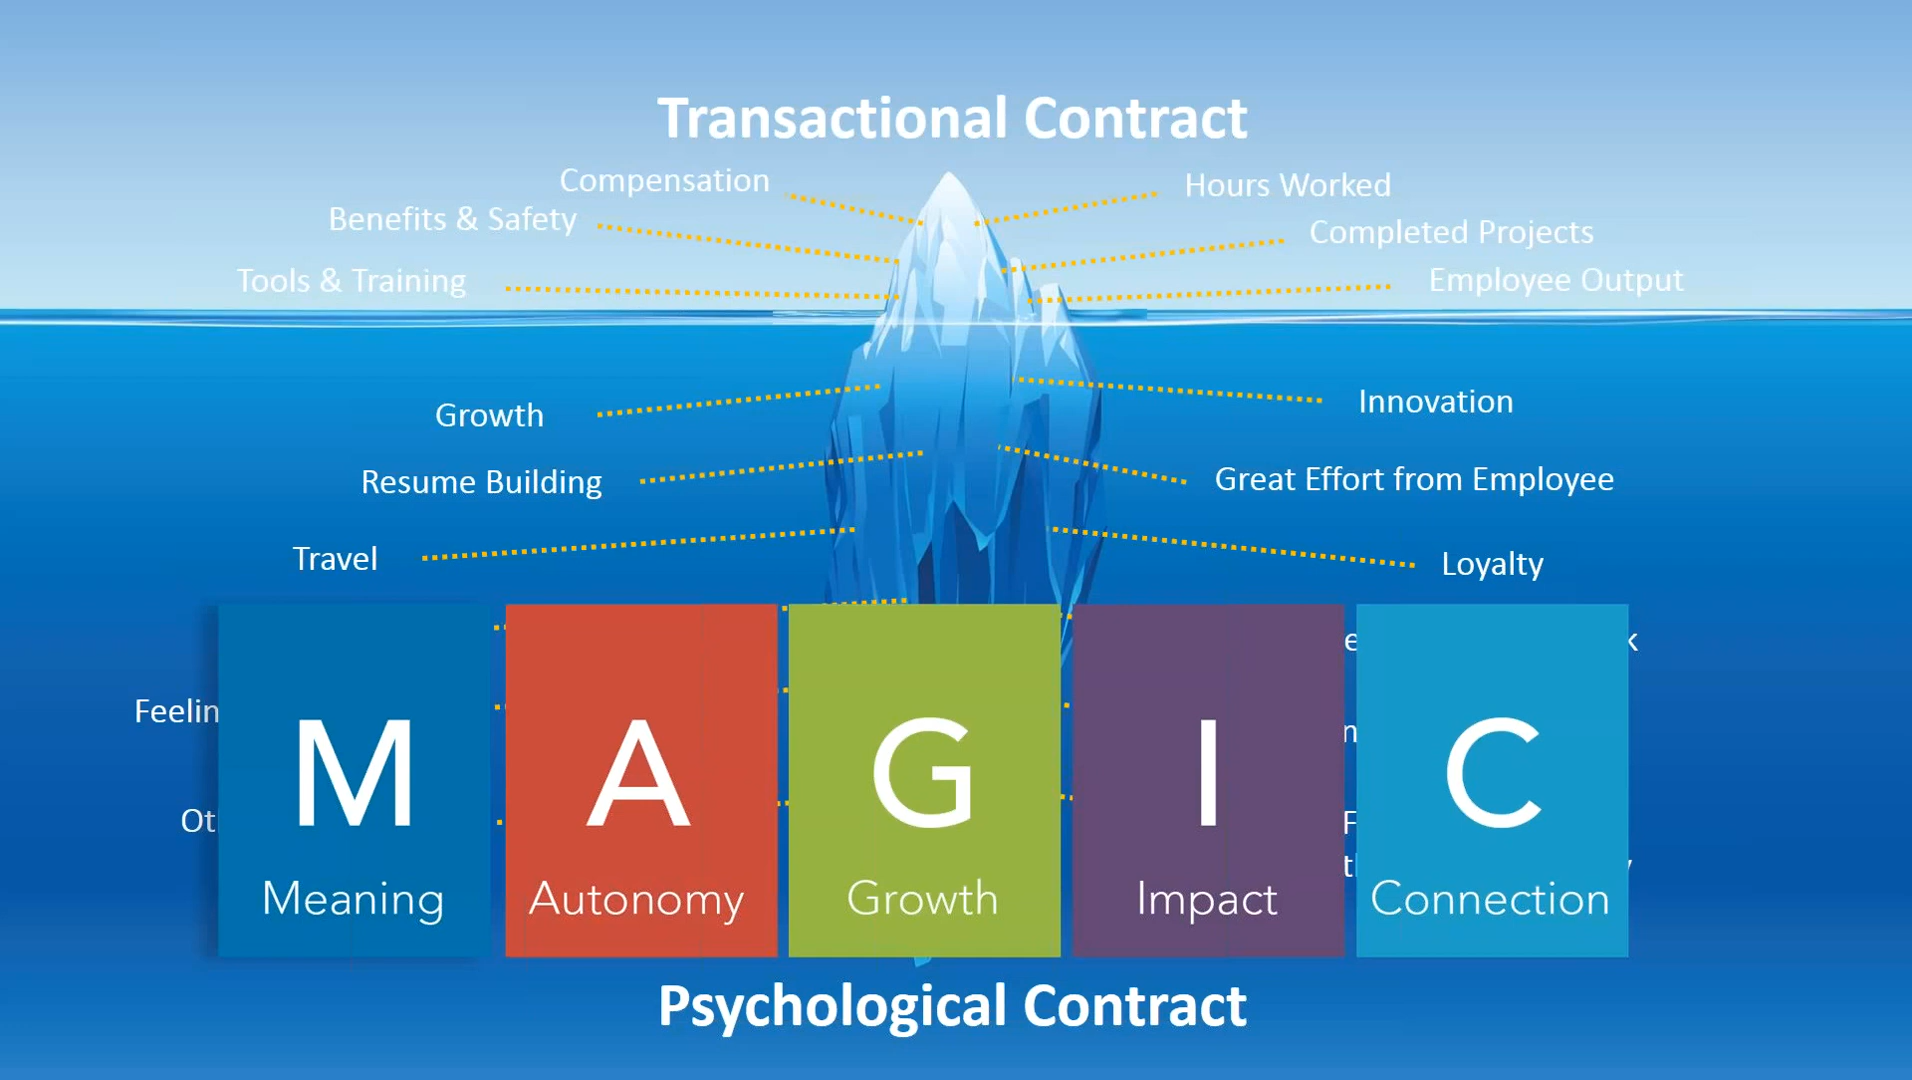 Transactional Contract
Compensation
Hours Worked
Benefits & Safety
Completed Projects
Tools & Training
Employee Output
Growth
Innovation
Resume Building
Great Effort from Employee
Travel
Loyalty
M
A
G
I
C
Meaning
Autonomy
Growth
Impact
Connection
Psychological Contract